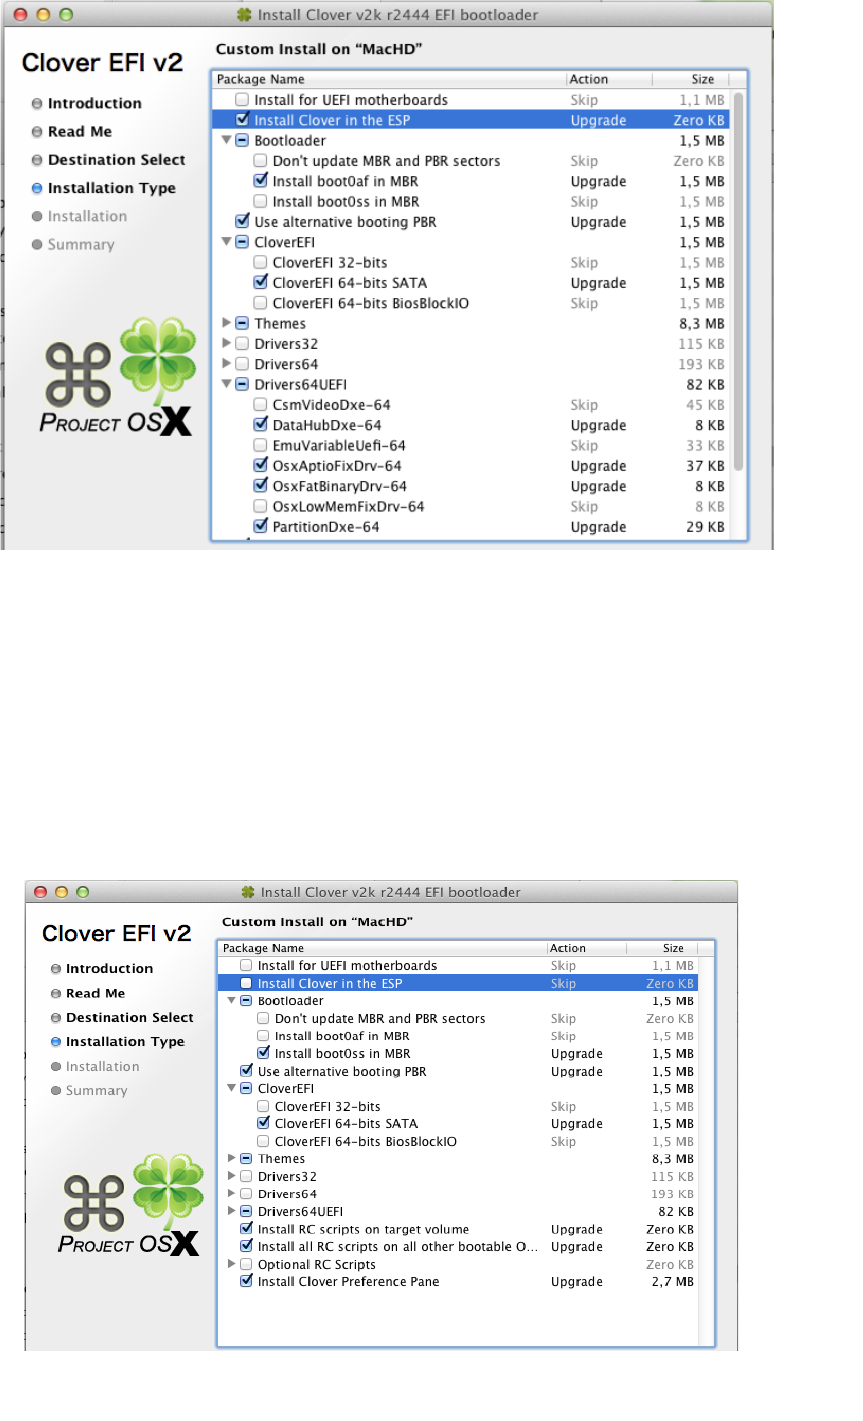 Install Clover v2k r2444 EFI bootloader
Clover EFI v2
Introduction
Read Me
Destination Select
Installation Type
Installation
Summary
PROJECT OSX
Custom Install on “MacHD”
Package Name Action Size
Install for UEFI motherboards Skip 1,1 MB
Install Clover in the ESP Upgrade Zero KB
Bootloader 1,5 MB
Don't update MBR and PBR sectors Skip Zero KB
Install boot0af in MBR Upgrade 1,5 MB
Install boot0ss in MBR Skip 1,5 MB
Use alternative booting PBR Upgrade 1,5 MB
CloverEFI 1,5 MB
CloverEFI 32-bits Skip 1,5 MB
CloverEFI 64-bits SATA Upgrade 1,5 MB
CloverEFI 64-bits BiosBlockIO Skip 1,5 MB
Themes 8,3 MB
Drivers32 115 KB
Drivers64 193 KB
Drivers64UEFI 82 KB
CsmVideoDxe-64 Skip 45 KB
DataHubDxe-64 Upgrade 8 KB
EmuVariableUefi-64 Skip 33 KB
OsxAptioFixDrv-64 Upgrade 37 KB
OsxFatBinaryDrv-64 Upgrade 8 KB
OsxLowMemFixDrv-64 Skip 8 KB
PartitionDxe-64 Upgrade 29 KB
Install Clover v2k r2444 EFI bootloader
Clover EFI v2
Introduction
Read Me
Destination Select
Installation Type
Installation
Summary
PROJECT OSX
Custom Install on “MacHD”
Package Name Action Size
Install for UEFI motherboards Skip 1,1 MB
Install Clover in the ESP Skip Zero KB
Bootloader 1,5 MB
Don't update MBR and PBR sectors Skip Zero KB
Install boot0af in MBR Skip 1,5 MB
Install boot0ss in MBR Upgrade 1,5 MB
Use alternative booting PBR Upgrade 1,5 MB
CloverEFI 1,5 MB
CloverEFI 32-bits Skip 1,5 MB
CloverEFI 64-bits SATA Upgrade 1,5 MB
CloverEFI 64-bits BiosBlockIO Skip 1,5 MB
Themes 8,3 MB
Drivers32 115 KB
Drivers64 193 KB
Drivers64UEFI 82 KB
Install RC scripts on target volume Upgrade Zero KB
Install all RC scripts on all other bootable O... Upgrade Zero KB
Optional RC Scripts Zero KB
Install Clover Preference Pane Upgrade 2,7 MB